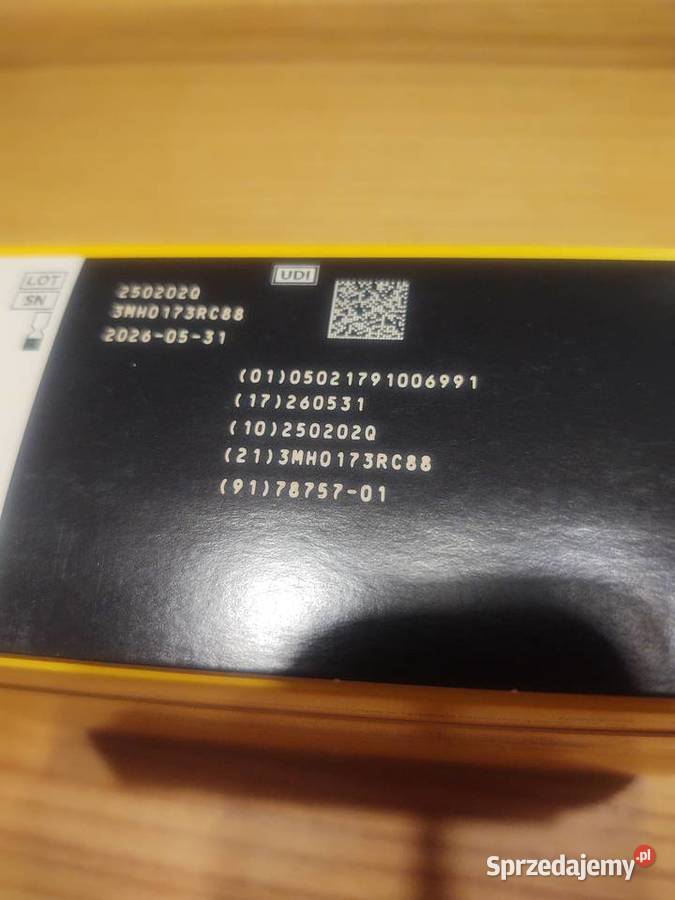 UDI
LOT 250202Q
SN 3MH0173RC88
2026-05-31
(01)05021791006991
(17)260531
(10)250202Q
(21)3MH0173RC88
(91)78757-01
Sprzedajemy.pl